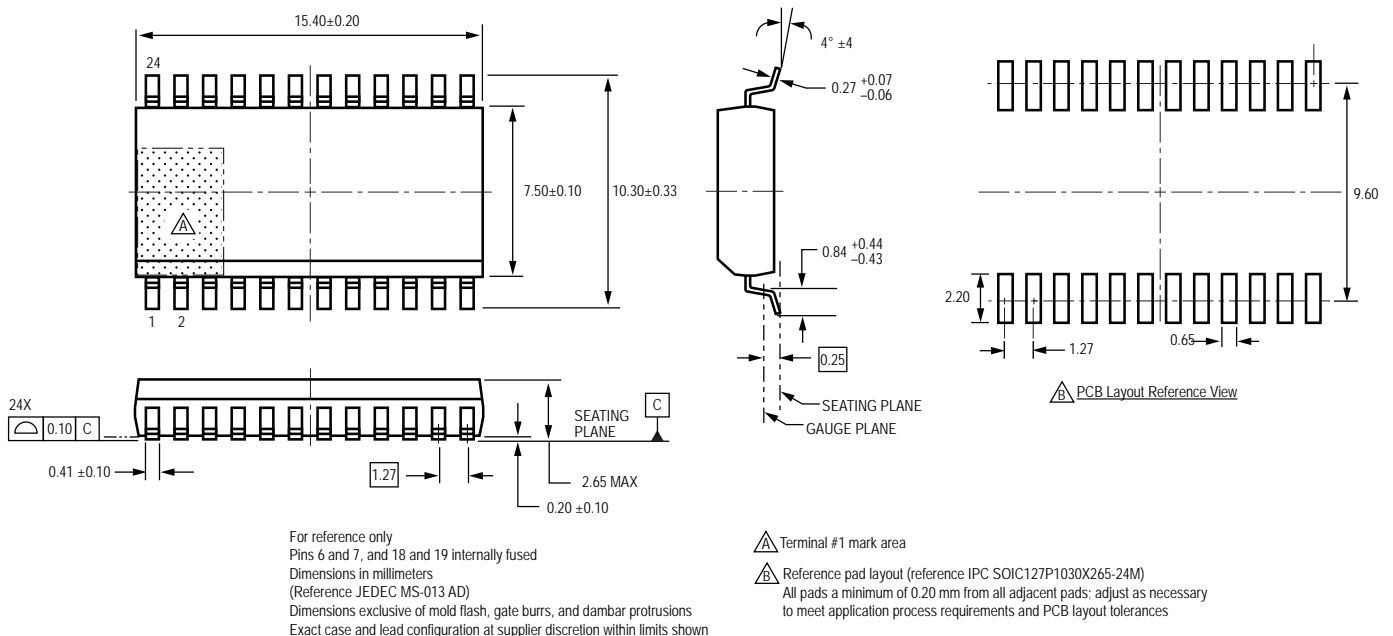 15.40±0.20
24
7.50±0.10
10.30±0.33
A
1 2
4° ±4
0.27 +0.07 –0.06
0.84 +0.44 –0.43
0.25
SEATING PLANE
GAUGE PLANE
9.60
2.20
0.65
1.27
B PCB Layout Reference View
24X
0.10 C
0.41 ±0.10
1.27
SEATING
PLANE
C
2.65 MAX
0.20 ±0.10
For reference only
Pins 6 and 7, and 18 and 19 internally fused
Dimensions in millimeters
(Reference JEDEC MS-013 AD)
Dimensions exclusive of mold flash, gate burrs, and dambar protrusions
Exact case and lead configuration at supplier discretion within limits shown
A Terminal #1 mark area
B Reference pad layout (reference IPC SOIC127P1030X265-24M)
All pads a minimum of 0.20 mm from all adjacent pads; adjust as necessary
to meet application process requirements and PCB layout tolerances